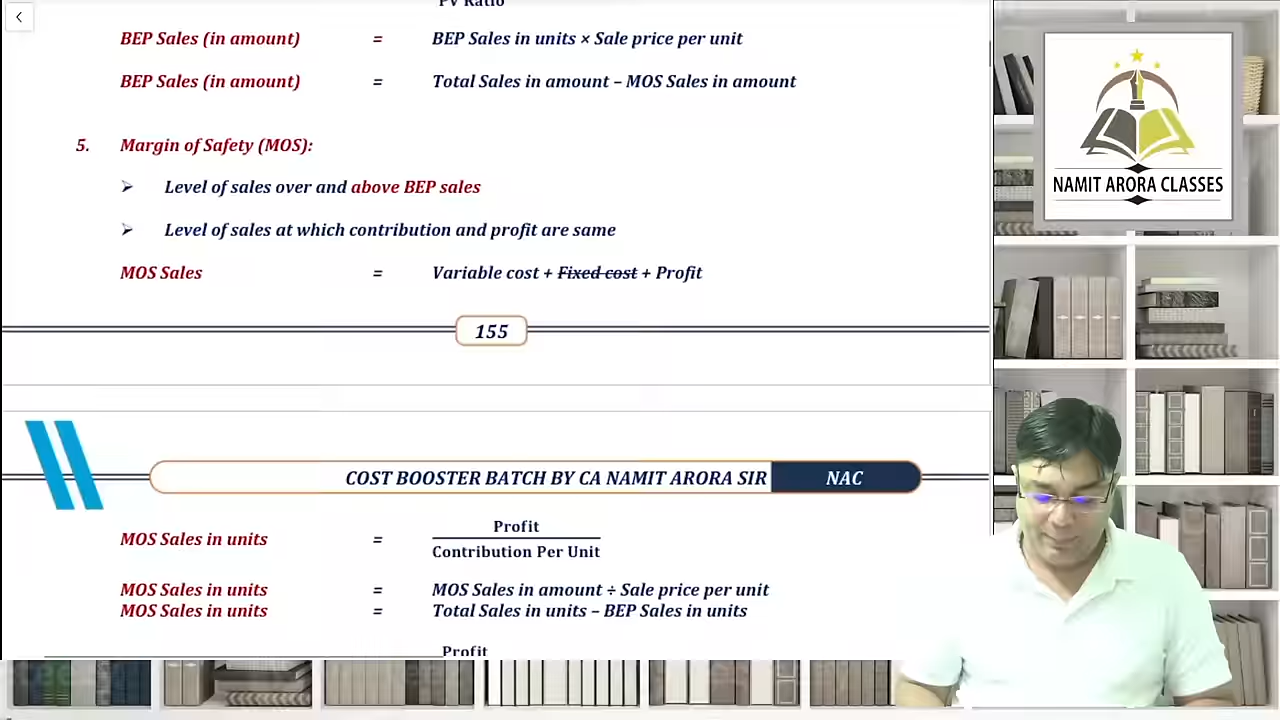 PV Ratio
BEP Sales (in amount) = BEP Sales in units × Sale price per unit
BEP Sales (in amount) = Total Sales in amount – MOS Sales in amount
5. Margin of Safety (MOS):
➢ Level of sales over and above BEP sales
➢ Level of sales at which contribution and profit are same
MOS Sales = Variable cost + Fixed cost + Profit
155
COST BOOSTER BATCH BY CA NAMIT ARORA SIR NAC
MOS Sales in units = Profit
Contribution Per Unit
MOS Sales in units = MOS Sales in amount ÷ Sale price per unit
MOS Sales in units = Total Sales in units – BEP Sales in units
Profit
NAMIT ARORA CLASSES